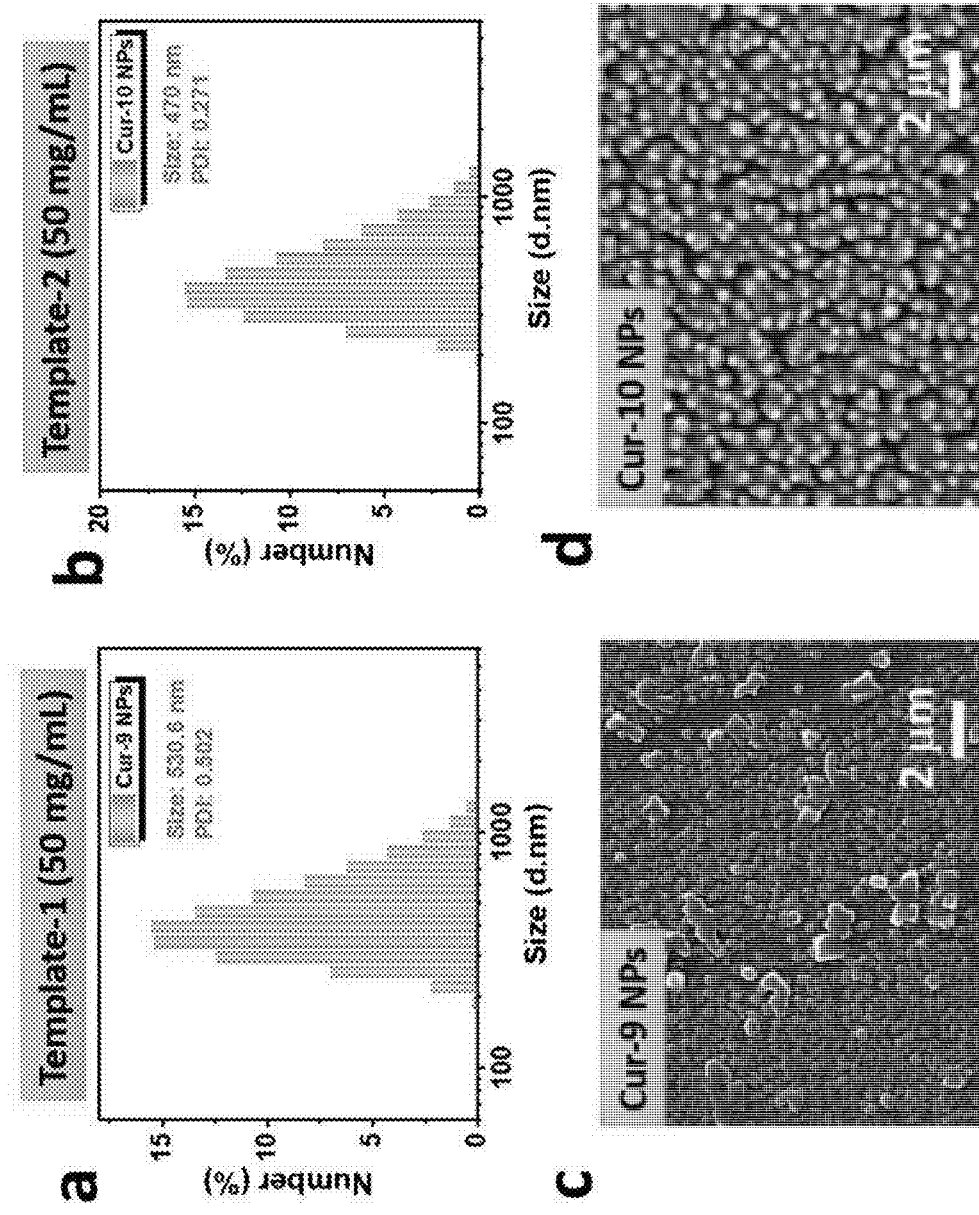 a
Template-1 (50 mg/mL)
Cur-9 NPs
Size: 530.6 nm
PDI: 0.502
Number (%)
15
10
5
0
100
1000
Size (d.nm)
b
Template-2 (50 mg/mL)
Cur-10 NPs
Size: 470 nm
PDI: 0.271
Number (%)
20
15
10
5
0
100
1000
Size (d.nm)
c
Cur-9 NPs
2 µm
d
Cur-10 NPs
2 µm